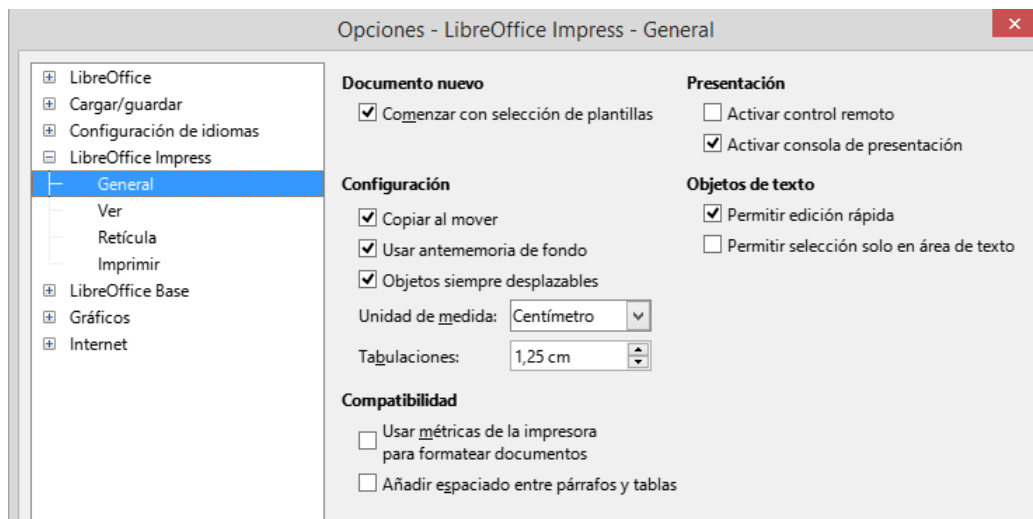 Opciones - LibreOffice Impress - General
LibreOffice
Cargar/guardar
Configuración de idiomas
LibreOffice Impress
General
Ver
Retícula
Imprimir
LibreOffice Base
Gráficos
Internet
Documento nuevo
Comenzar con selección de plantillas
Configuración
Copiar al mover
Usar antememoria de fondo
Objetos siempre desplazables
Unidad de medida: Centímetro
Tabulaciones: 1,25 cm
Compatibilidad
Usar métricas de la impresora
para formatear documentos
Añadir espaciado entre párrafos y tablas
Presentación
Activar control remoto
Activar consola de presentación
Objetos de texto
Permitir edición rápida
Permitir selección solo en área de texto